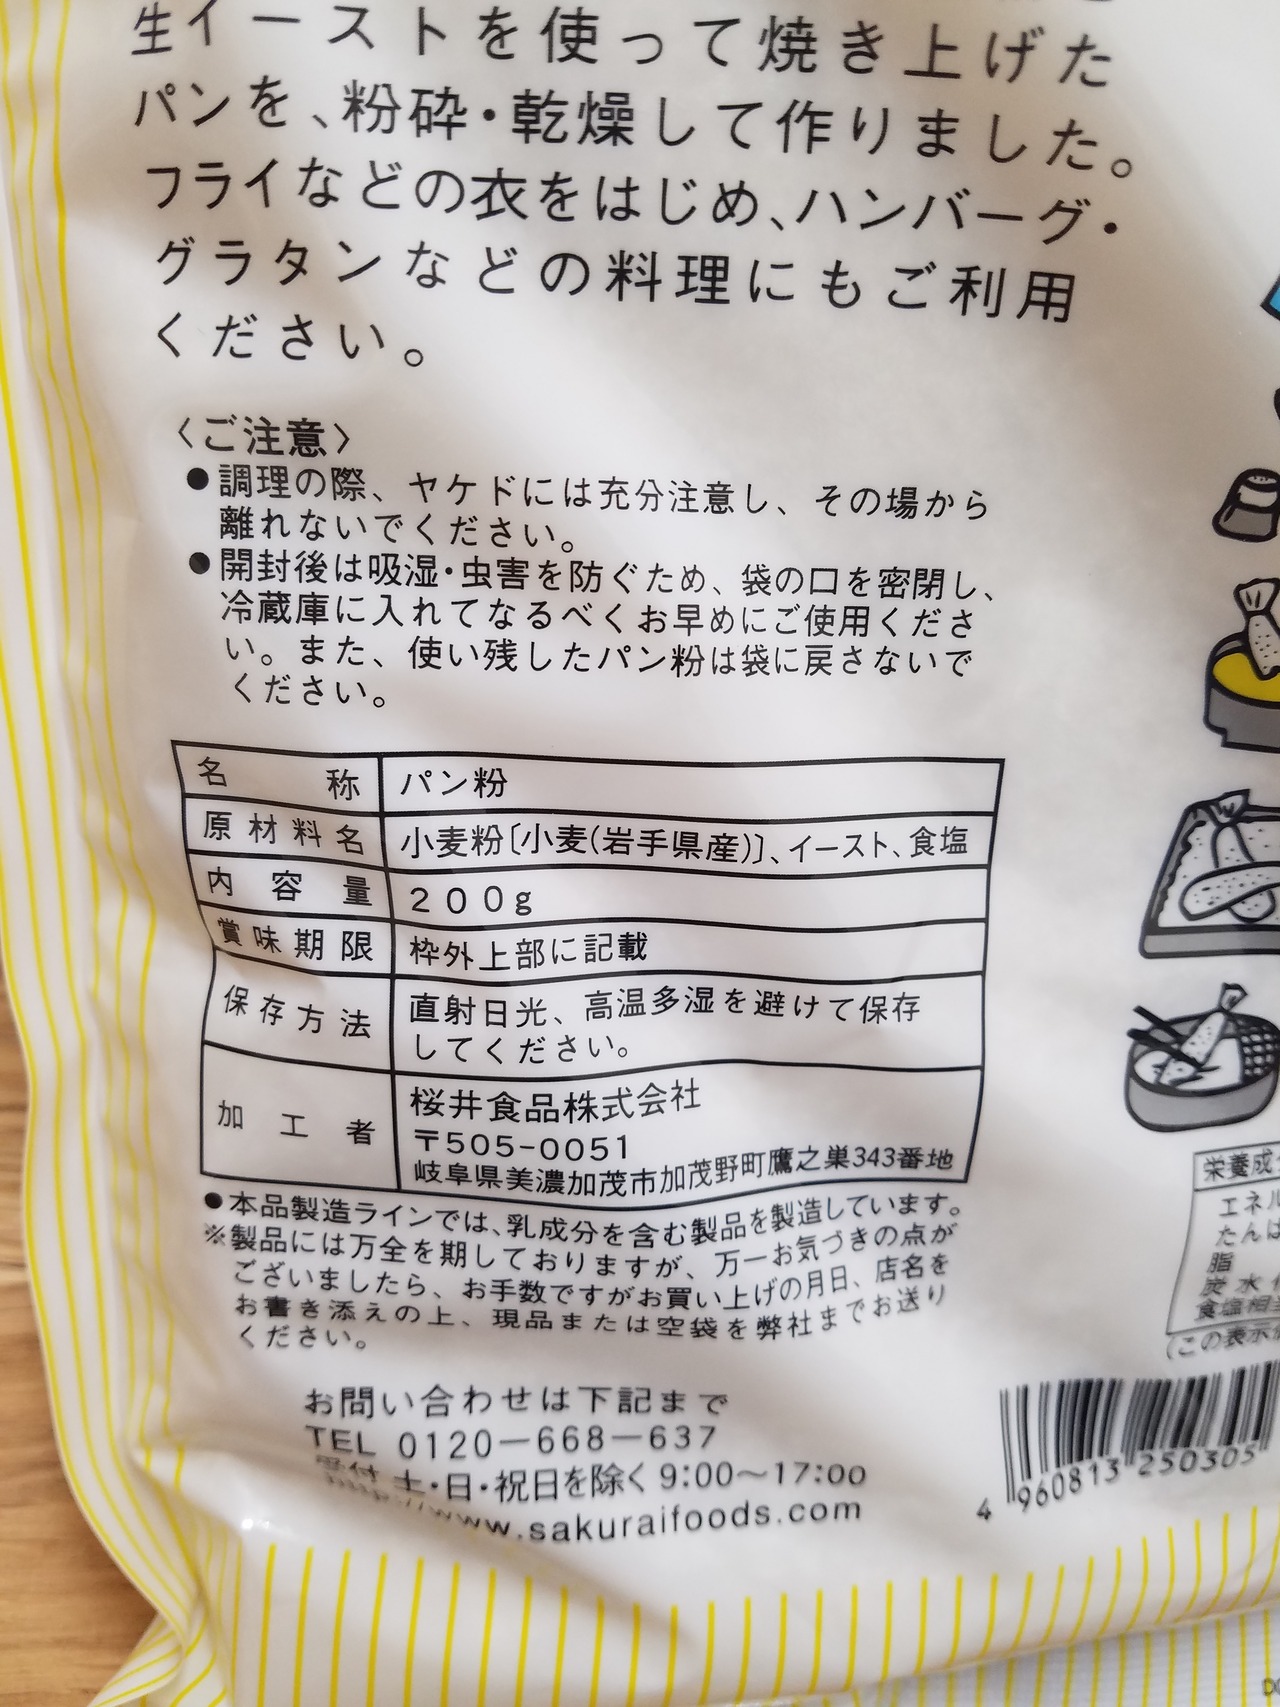 生イーストを使って焼き上げた
パンを、粉砕・乾燥して作りました。
フライなどの衣をはじめ、ハンバーグ・
グラタンなどの料理にもご利用
ください。
〈ご注意〉
●調理の際、ヤケドには充分注意し、その場から
離れないでください。
●開封後は吸湿・虫害を防ぐため、袋の口を密閉し、
冷蔵庫に入れてなるべくお早めにご使用くださ
い。また、使い残したパン粉は袋に戻さないで
ください。
名称 パン粉
原材料名 小麦粉〔小麦(岩手県産)〕、イースト、食塩
内容量 200g
賞味期限 枠外上部に記載
保存方法 直射日光、高温多湿を避けて保存
してください。
加工者 桜井食品株式会社
〒505-0051
岐阜県美濃加茂市加茂野町鷹之巣343番地
●本品製造ラインでは、乳成分を含む製品を製造しています。
※製品には万全を期しておりますが、万一お気づきの点が
ございましたら、お手数ですがお買い上げの月日、店名を
お書き添えの上、現品または空袋を弊社までお送り
ください。
お問い合わせは下記まで
TEL 0120-668-637
受付 土・日・祝日を除く 9:00~17:00
http://www.sakuraifoods.com
栄養成
エネル
たんぱ
脂
炭水
食塩相当
(この表示
4 960813 250305